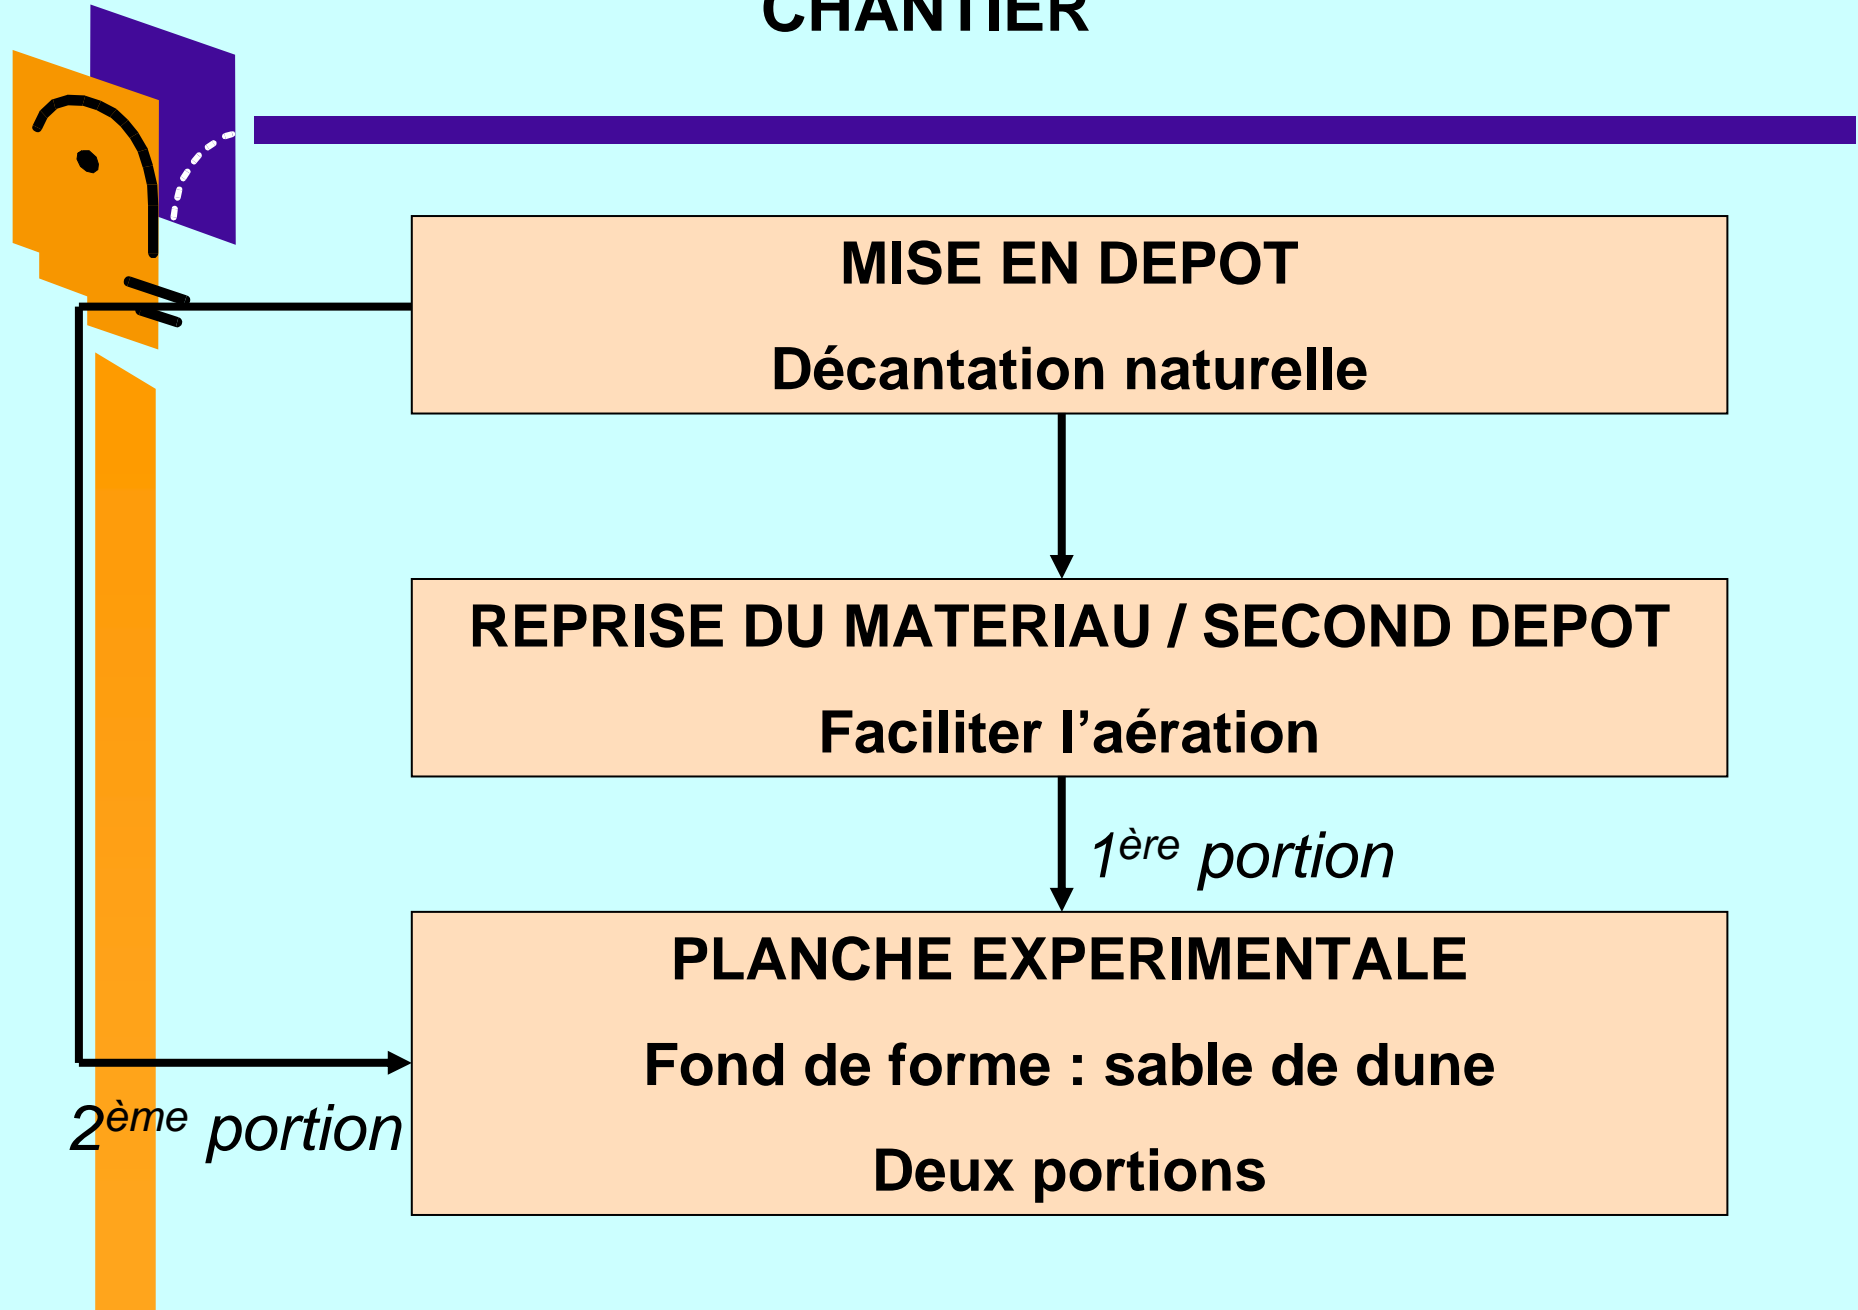 CHANTIER
MISE EN DEPOT
Décantation naturelle
REPRISE DU MATERIAU / SECOND DEPOT
Faciliter l’aération
1ère portion
PLANCHE EXPERIMENTALE
Fond de forme : sable de dune
Deux portions
2ème portion